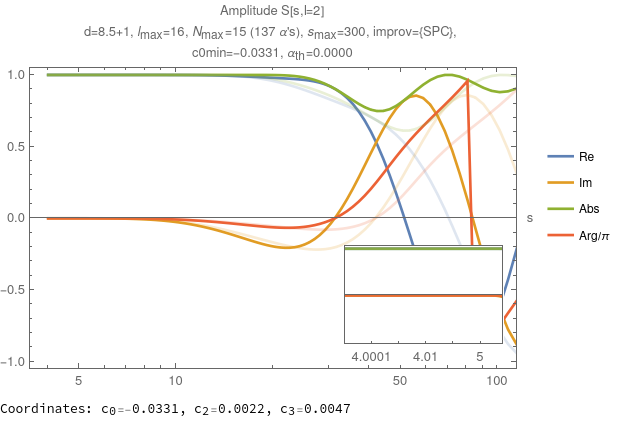 Amplitude S[s,l=2]
d=8.5+1, lmax=16, Nmax=15 (137 α's), smax=300, improv={SPC},
c0min=-0.0331, αth=0.0000
1.0
0.5
0.0
-0.5
-1.0
s
Re
Im
Abs
Arg/π
4.0001 4.01 5
5 10 50 100
Coordinates: c0=-0.0331, c2=0.0022, c3=0.0047